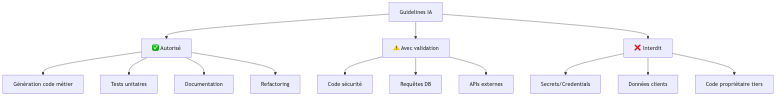 Guidelines IA
✅ Autorisé
⚠️ Avec validation
❌ Interdit
Génération code métier
Tests unitaires
Documentation
Refactoring
Code sécurité
Requêtes DB
APIs externes
Secrets/Credentials
Données clients
Code propriétaire tiers